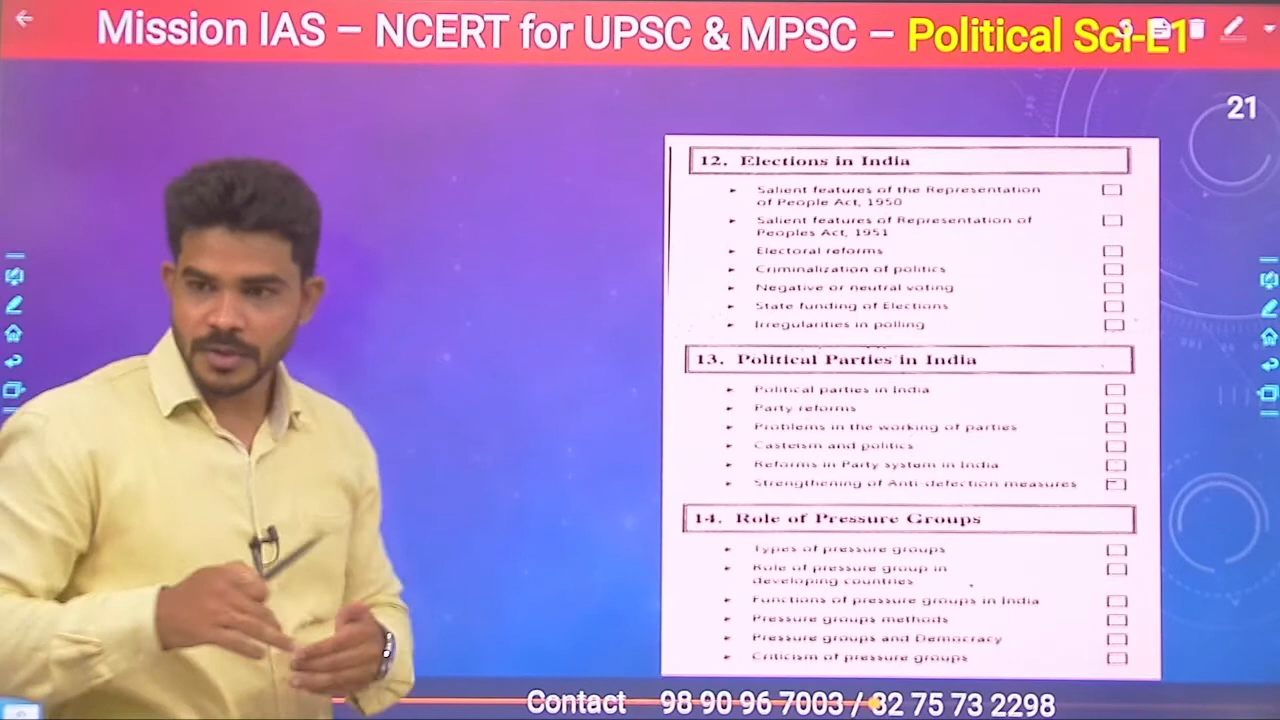 Mission IAS – NCERT for UPSC & MPSC – Political Sci-E1
21
12. Elections in India
Salient features of the Representation
of People Act, 1950
Salient features of Representation of
Peoples Act, 1951
Electoral reforms
Criminalization of politics
Negative or neutral voting
State funding of Elections
Irregularities in polling
13. Political Parties in India
Political parties in India
Party reforms
Problems in the working of parties
Casteism and politics
Reforms in Party system in India
Strengthening of Anti-defection measures
14. Role of Pressure Groups
Types of pressure groups
Role of pressure group in
developing countries
Functions of pressure groups in India
Pressure groups methods
Pressure groups and Democracy
Criticism of pressure groups
Contact 98 90 96 7003 / 82 75 73 2298